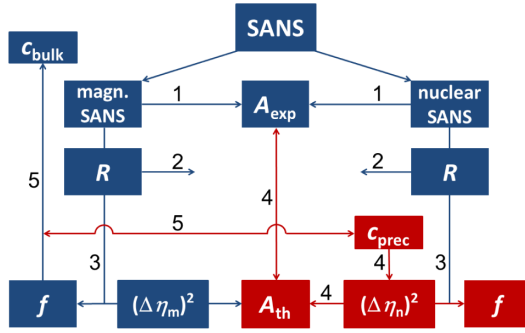 SANS
c_bulk
magn. SANS
1
A_exp
1
nuclear SANS
R
2
2
R
5
4
5
c_prec
3
4
3
f
(Δη_m)²
A_th
4
(Δη_n)²
f